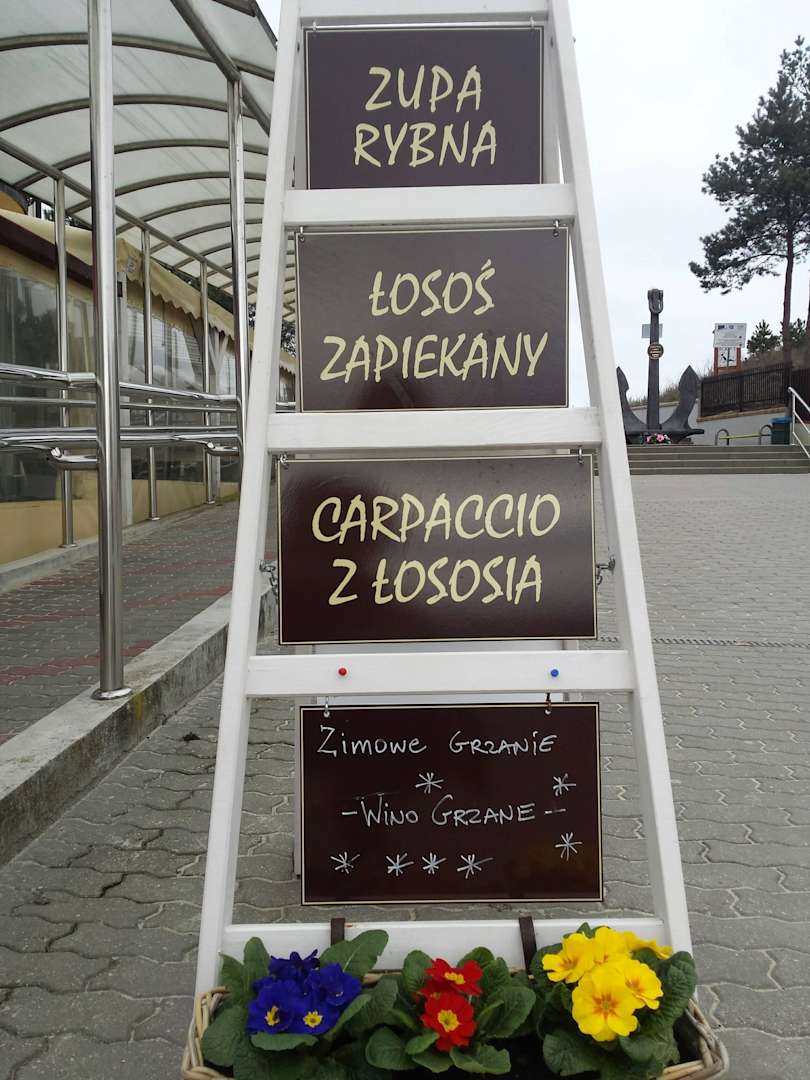 ZUPA
RYBNA
ŁOSOŚ
ZAPIEKANY
CARPACCIO
Z ŁOSOSIA
Zimowe GRZANIE
- WINO GRZANE -